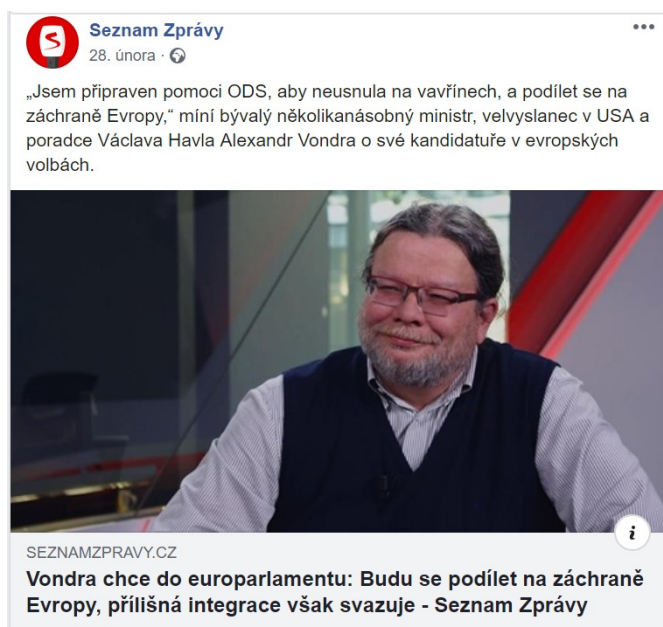 Seznam Zprávy
28. února ·
„Jsem připraven pomoci ODS, aby neusnula na vavřínech, a podílet se na
záchraně Evropy,“ míní bývalý několikanásobný ministr, velvyslanec v USA a
poradce Václava Havla Alexandr Vondra o své kandidatuře v evropských
volbách.
SEZNAMZPRAVY.CZ
Vondra chce do europarlamentu: Budu se podílet na záchraně
Evropy, přílišná integrace však svazuje - Seznam Zprávy